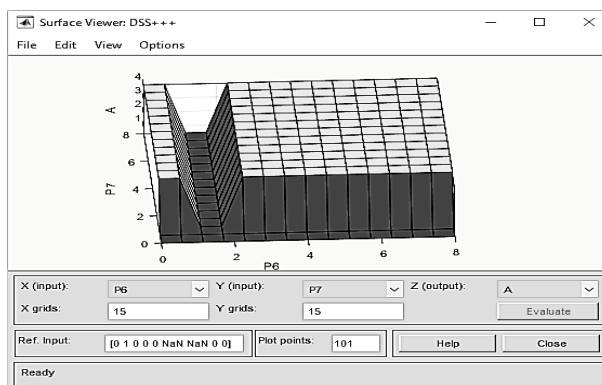 Surface Viewer: DSS+++
File Edit View Options
4
3
2
1
A
8
6
4
2
0
P7
0 2 4 6 8
P6
X (input): P6 Y (input): P7 Z (output): A
X grids: 15 Y grids: 15 Evaluate
Ref. Input: [0 1 0 0 0 NaN NaN 0 0] Plot points: 101 Help Close
Ready